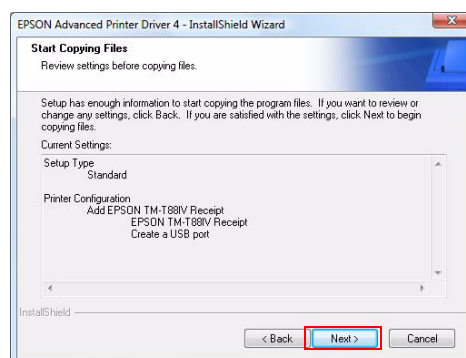 EPSON Advanced Printer Driver 4 - InstallShield Wizard
Start Copying Files
Review settings before copying files.
Setup has enough information to start copying the program files. If you want to review or
change any settings, click Back. If you are satisfied with the settings, click Next to begin
copying files.
Current Settings:
Setup Type
Standard
Printer Configuration
Add EPSON TM-T88IV Receipt
EPSON TM-T88IV Receipt
Create a USB port
InstallShield
< Back Next > Cancel